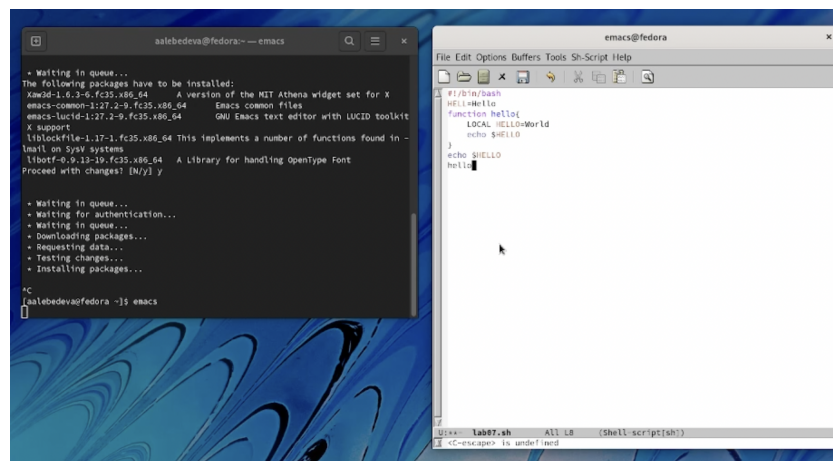 aalebedeva@fedora:~ — emacs
* Waiting in queue...
The following packages have to be installed:
Xaw3d-1.6.3-6.fc35.x86_64 A version of the MIT Athena widget set for X
emacs-common-1:27.2-9.fc35.x86_64 Emacs common files
emacs-lucid-1:27.2-9.fc35.x86_64 GNU Emacs text editor with LUCID toolkit
X support
liblockfile-1.17-1.fc35.x86_64 This implements a number of functions found in -
lmail on SysV systems
libotf-0.9.13-19.fc35.x86_64 A Library for handling OpenType Font
Proceed with changes? [N/y] y
* Waiting in queue...
* Waiting for authentication...
* Waiting in queue...
* Downloading packages...
* Requesting data...
* Testing changes...
* Installing packages...
^C
[aalebedeva@fedora ~]$ emacs
emacs@fedora
File Edit Options Buffers Tools Sh-Script Help
#!/bin/bash
HELL=Hello
function hello{
LOCAL HELLO=World
echo $HELLO
}
echo $HELLO
hello
U:**- lab07.sh All L8 (Shell-script[sh])
<C-escape> is undefined